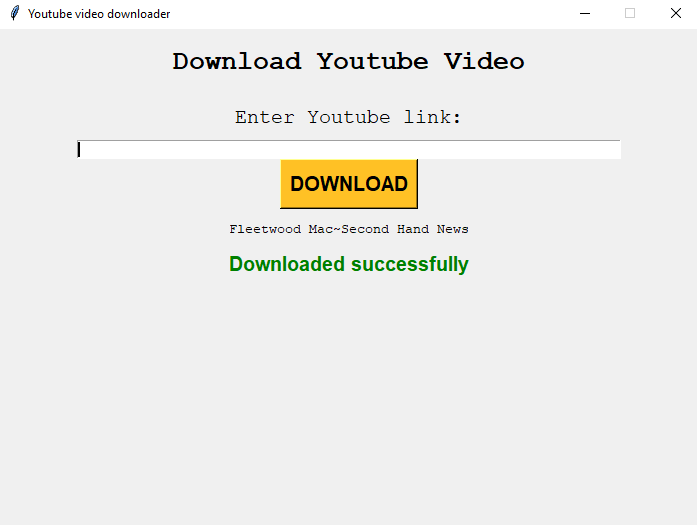 Youtube video downloader
Download Youtube Video
Enter Youtube link:
DOWNLOAD
Fleetwood Mac~Second Hand News
Downloaded successfully